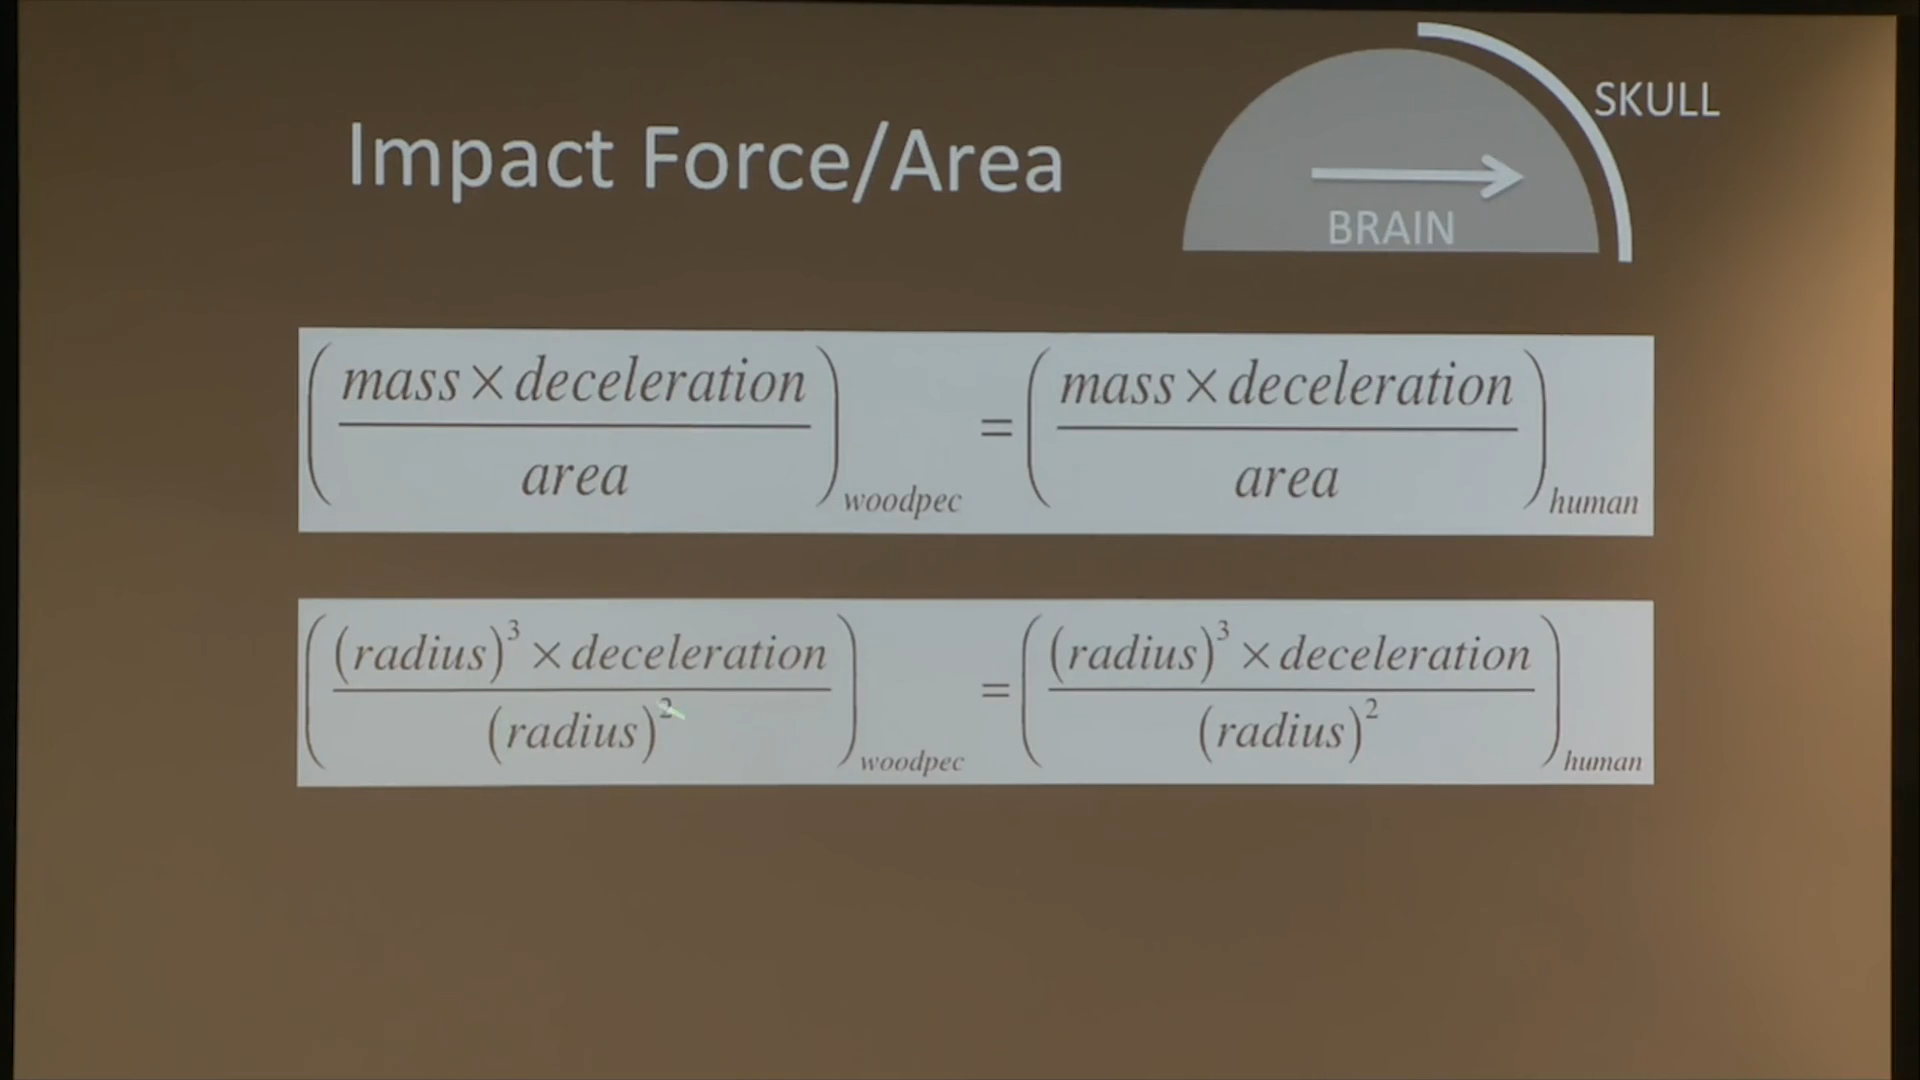 Impact Force/Area
SKULL
BRAIN
(mass × deceleration / area)woodpec = (mass × deceleration / area)human
((radius)³ × deceleration / (radius)²)woodpec = ((radius)³ × deceleration / (radius)²)human